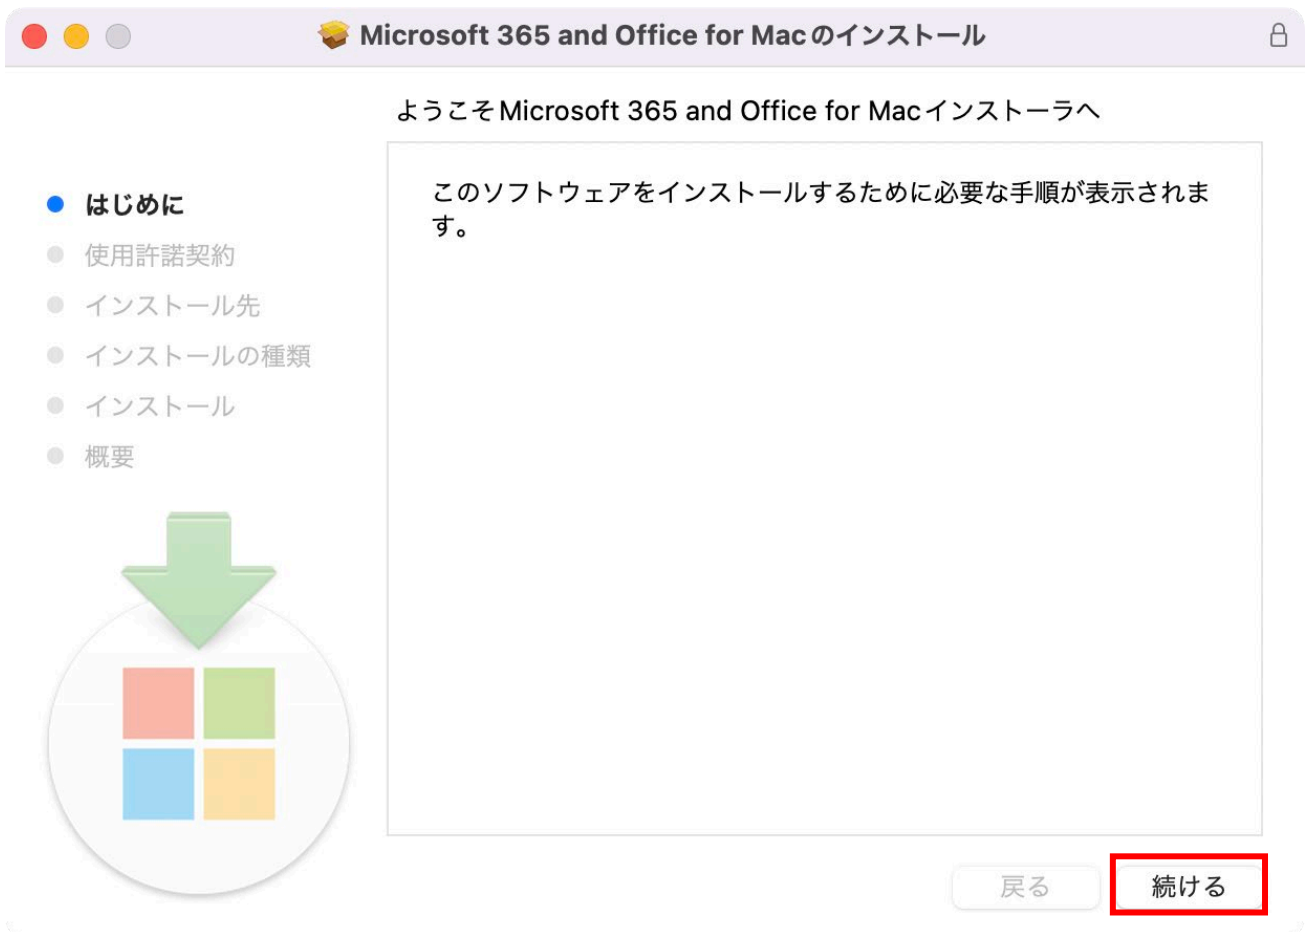 Microsoft 365 and Office for Macのインストール
ようこそMicrosoft 365 and Office for Macインストーラへ
はじめに
使用許諾契約
インストール先
インストールの種類
インストール
概要
このソフトウェアをインストールするために必要な手順が表示されま
す。
戻る
続ける